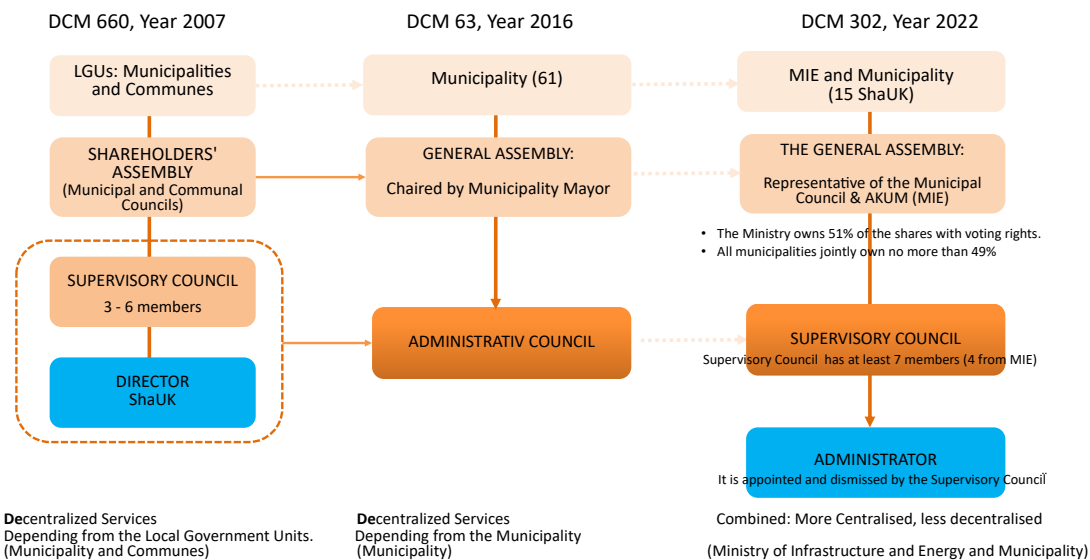 DCM 660, Year 2007
DCM 63, Year 2016
DCM 302, Year 2022
LGUs: Municipalities
and Communes
Municipality (61)
MIE and Municipality
(15 ShaUK)
SHAREHOLDERS'
ASSEMBLY
(Municipal and Communal
Councils)
GENERAL ASSEMBLY:
Chaired by Municipality Mayor
THE GENERAL ASSEMBLY:
Representative of the Municipal
Council & AKUM (MIE)
• The Ministry owns 51% of the shares with voting rights.
• All municipalities jointly own no more than 49%
SUPERVISORY COUNCIL
3 - 6 members
DIRECTOR
ShaUK
ADMINISTRATIV COUNCIL
SUPERVISORY COUNCIL
Supervisory Council has at least 7 members (4 from MIE)
ADMINISTRATOR
It is appointed and dismissed by the Supervisory Council
Decentralized Services
Depending from the Local Government Units.
(Municipality and Communes)
Decentralized Services
Depending from the Municipality
(Municipality)
Combined: More Centralised, less decentralised
(Ministry of Infrastructure and Energy and Municipality)